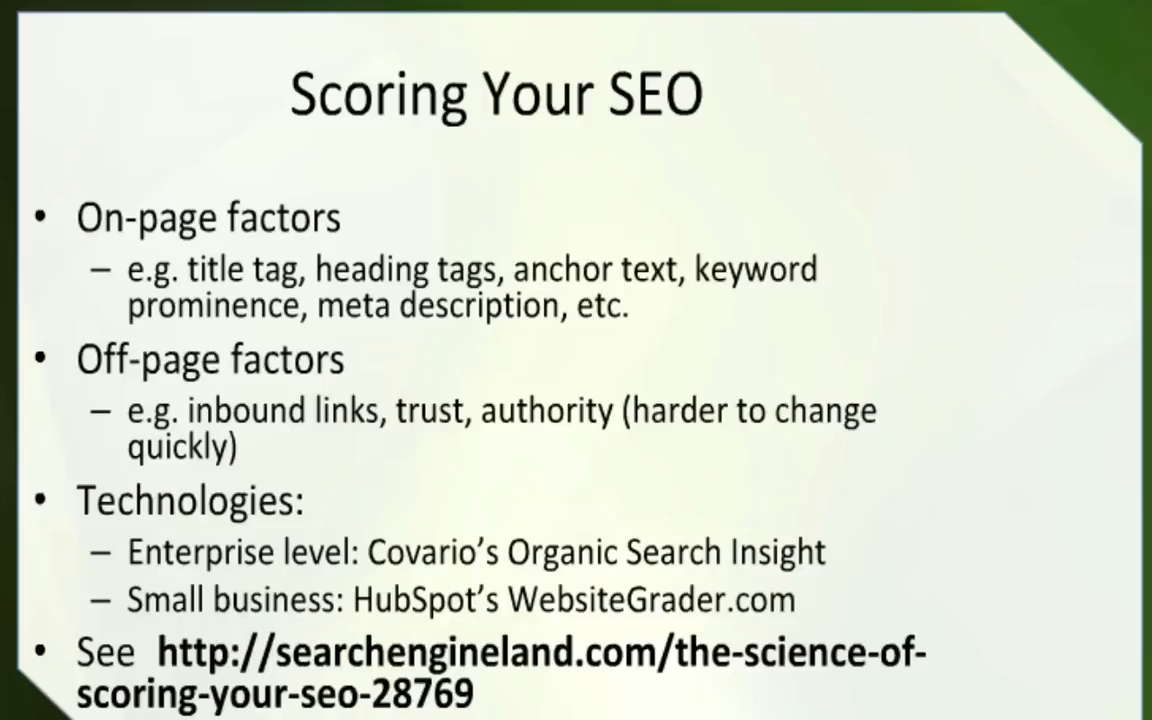 Scoring Your SEO
• On-page factors
– e.g. title tag, heading tags, anchor text, keyword
prominence, meta description, etc.
• Off-page factors
– e.g. inbound links, trust, authority (harder to change
quickly)
• Technologies:
– Enterprise level: Covario’s Organic Search Insight
– Small business: HubSpot’s WebsiteGrader.com
• See http://searchengineland.com/the-science-of-
scoring-your-seo-28769